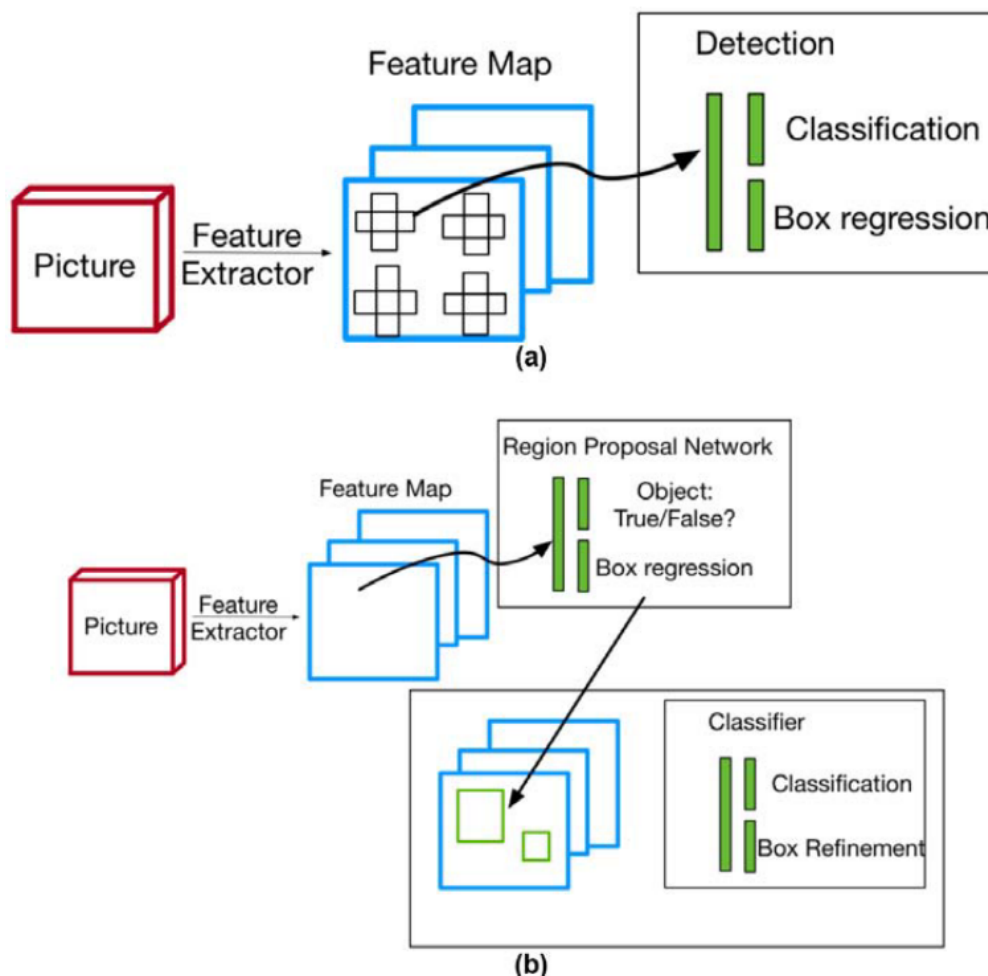 Detection
Feature Map
Classification
Picture
Feature
Extractor
Box regression
(a)
Region Proposal Network
Feature Map
Object:
True/False?
Box regression
Picture
Feature
Extractor
Classifier
Classification
Box Refinement
(b)